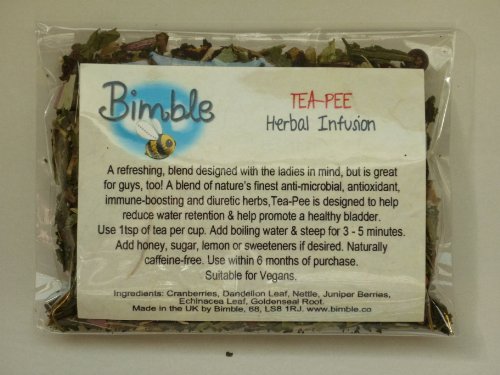 Bimble
TEA-PEE
Herbal Infusion
A refreshing, blend designed with the ladies in mind, but is great
for guys, too! A blend of nature's finest anti-microbial, antioxidant,
immune-boosting and diuretic herbs,Tea-Pee is designed to help
reduce water retention & help promote a healthy bladder.
Use 1tsp of tea per cup. Add boiling water & steep for 3 - 5 minutes.
Add honey, sugar, lemon or sweeteners if desired. Naturally
caffeine-free. Use within 6 months of purchase.
Suitable for Vegans.
Ingredients: Cranberries, Dandelion Leaf, Nettle, Juniper Berries,
Echinacea Leaf, Goldenseal Root.
Made in the UK by Bimble, 68, LS8 1RJ. www.bimble.co